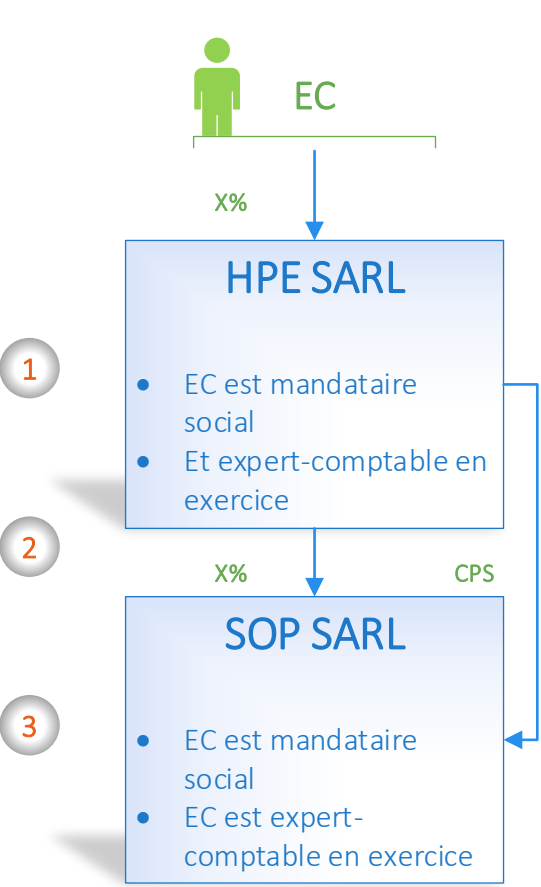 EC
X%
HPE SARL
1
• EC est mandataire
social
• Et expert-comptable en
exercice
2
X%
CPS
SOP SARL
3
• EC est mandataire
social
• EC est expert-
comptable en exercice